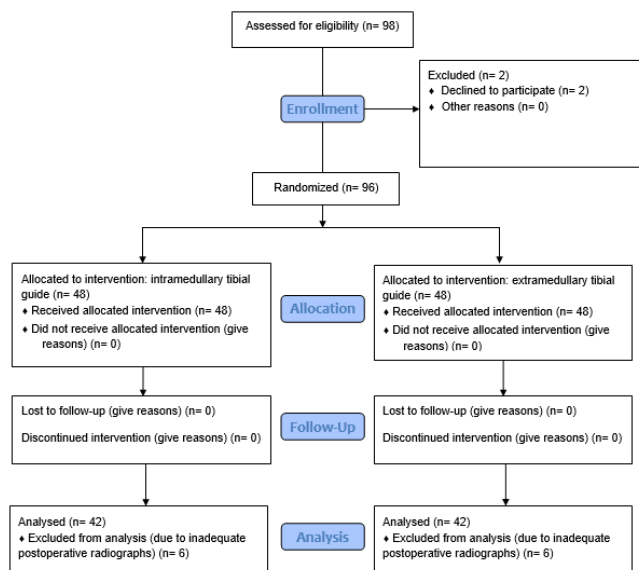 Assessed for eligibility (n= 98)
Excluded (n= 2)
♦ Declined to participate (n= 2)
♦ Other reasons (n= 0)
Enrollment
Randomized (n= 96)
Allocated to intervention: intramedullary tibial
guide (n= 48)
♦ Received allocated intervention (n= 48)
♦ Did not receive allocated intervention (give
reasons) (n= 0)
Allocation
Allocated to intervention: extramedullary tibial
guide (n= 48)
♦ Received allocated intervention (n= 48)
♦ Did not receive allocated intervention (give
reasons) (n= 0)
Lost to follow-up (give reasons) (n= 0)
Discontinued intervention (give reasons) (n= 0)
Follow-Up
Lost to follow-up (give reasons) (n= 0)
Discontinued intervention (give reasons) (n= 0)
Analysed (n= 42)
♦ Excluded from analysis (due to inadequate
postoperative radiographs) (n= 6)
Analysis
Analysed (n= 42)
♦ Excluded from analysis (due to inadequate
postoperative radiographs) (n= 6)